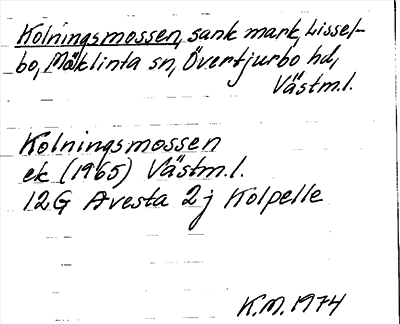 Kolningsmossen, sank mark, Lissel-
bo, Möklinta sn, Övertjurbo hd,
Västm.l.
Kolningsmossen
ek (1965) Västm.l.
12G Avesta 2j Kolpelle
K.M. 1974